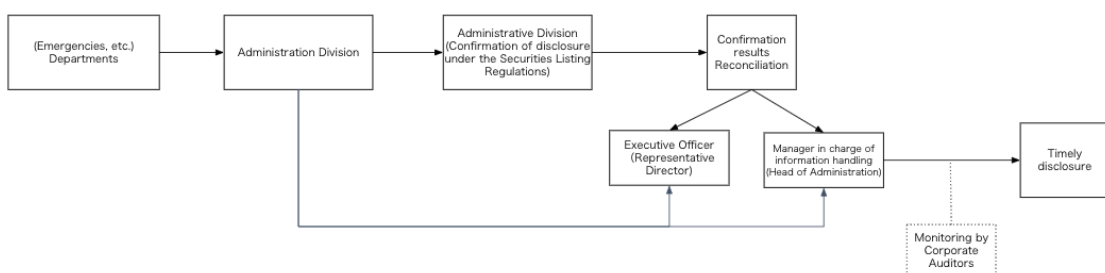 (Emergencies, etc.)
Departments
Administration Division
Administrative Division
(Confirmation of disclosure
under the Securities Listing
Regulations)
Confirmation
results
Reconciliation
Executive Officer
(Representative
Director)
Manager in charge of
information handling
(Head of Administration)
Timely
disclosure
Monitoring by
Corporate
Auditors